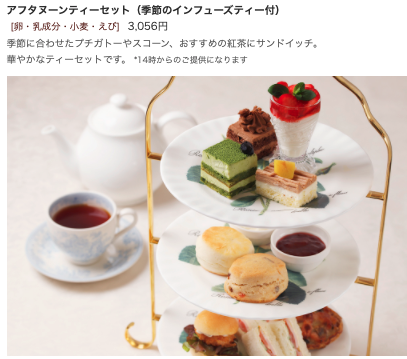 アフタヌーンティーセット（季節のインフューズティー付）
[卵・乳成分・小麦・えび] 3,056円
季節に合わせたプチガトーやスコーン、おすすめの紅茶にサンドイッチ。
華やかなティーセットです。 *14時からのご提供になります